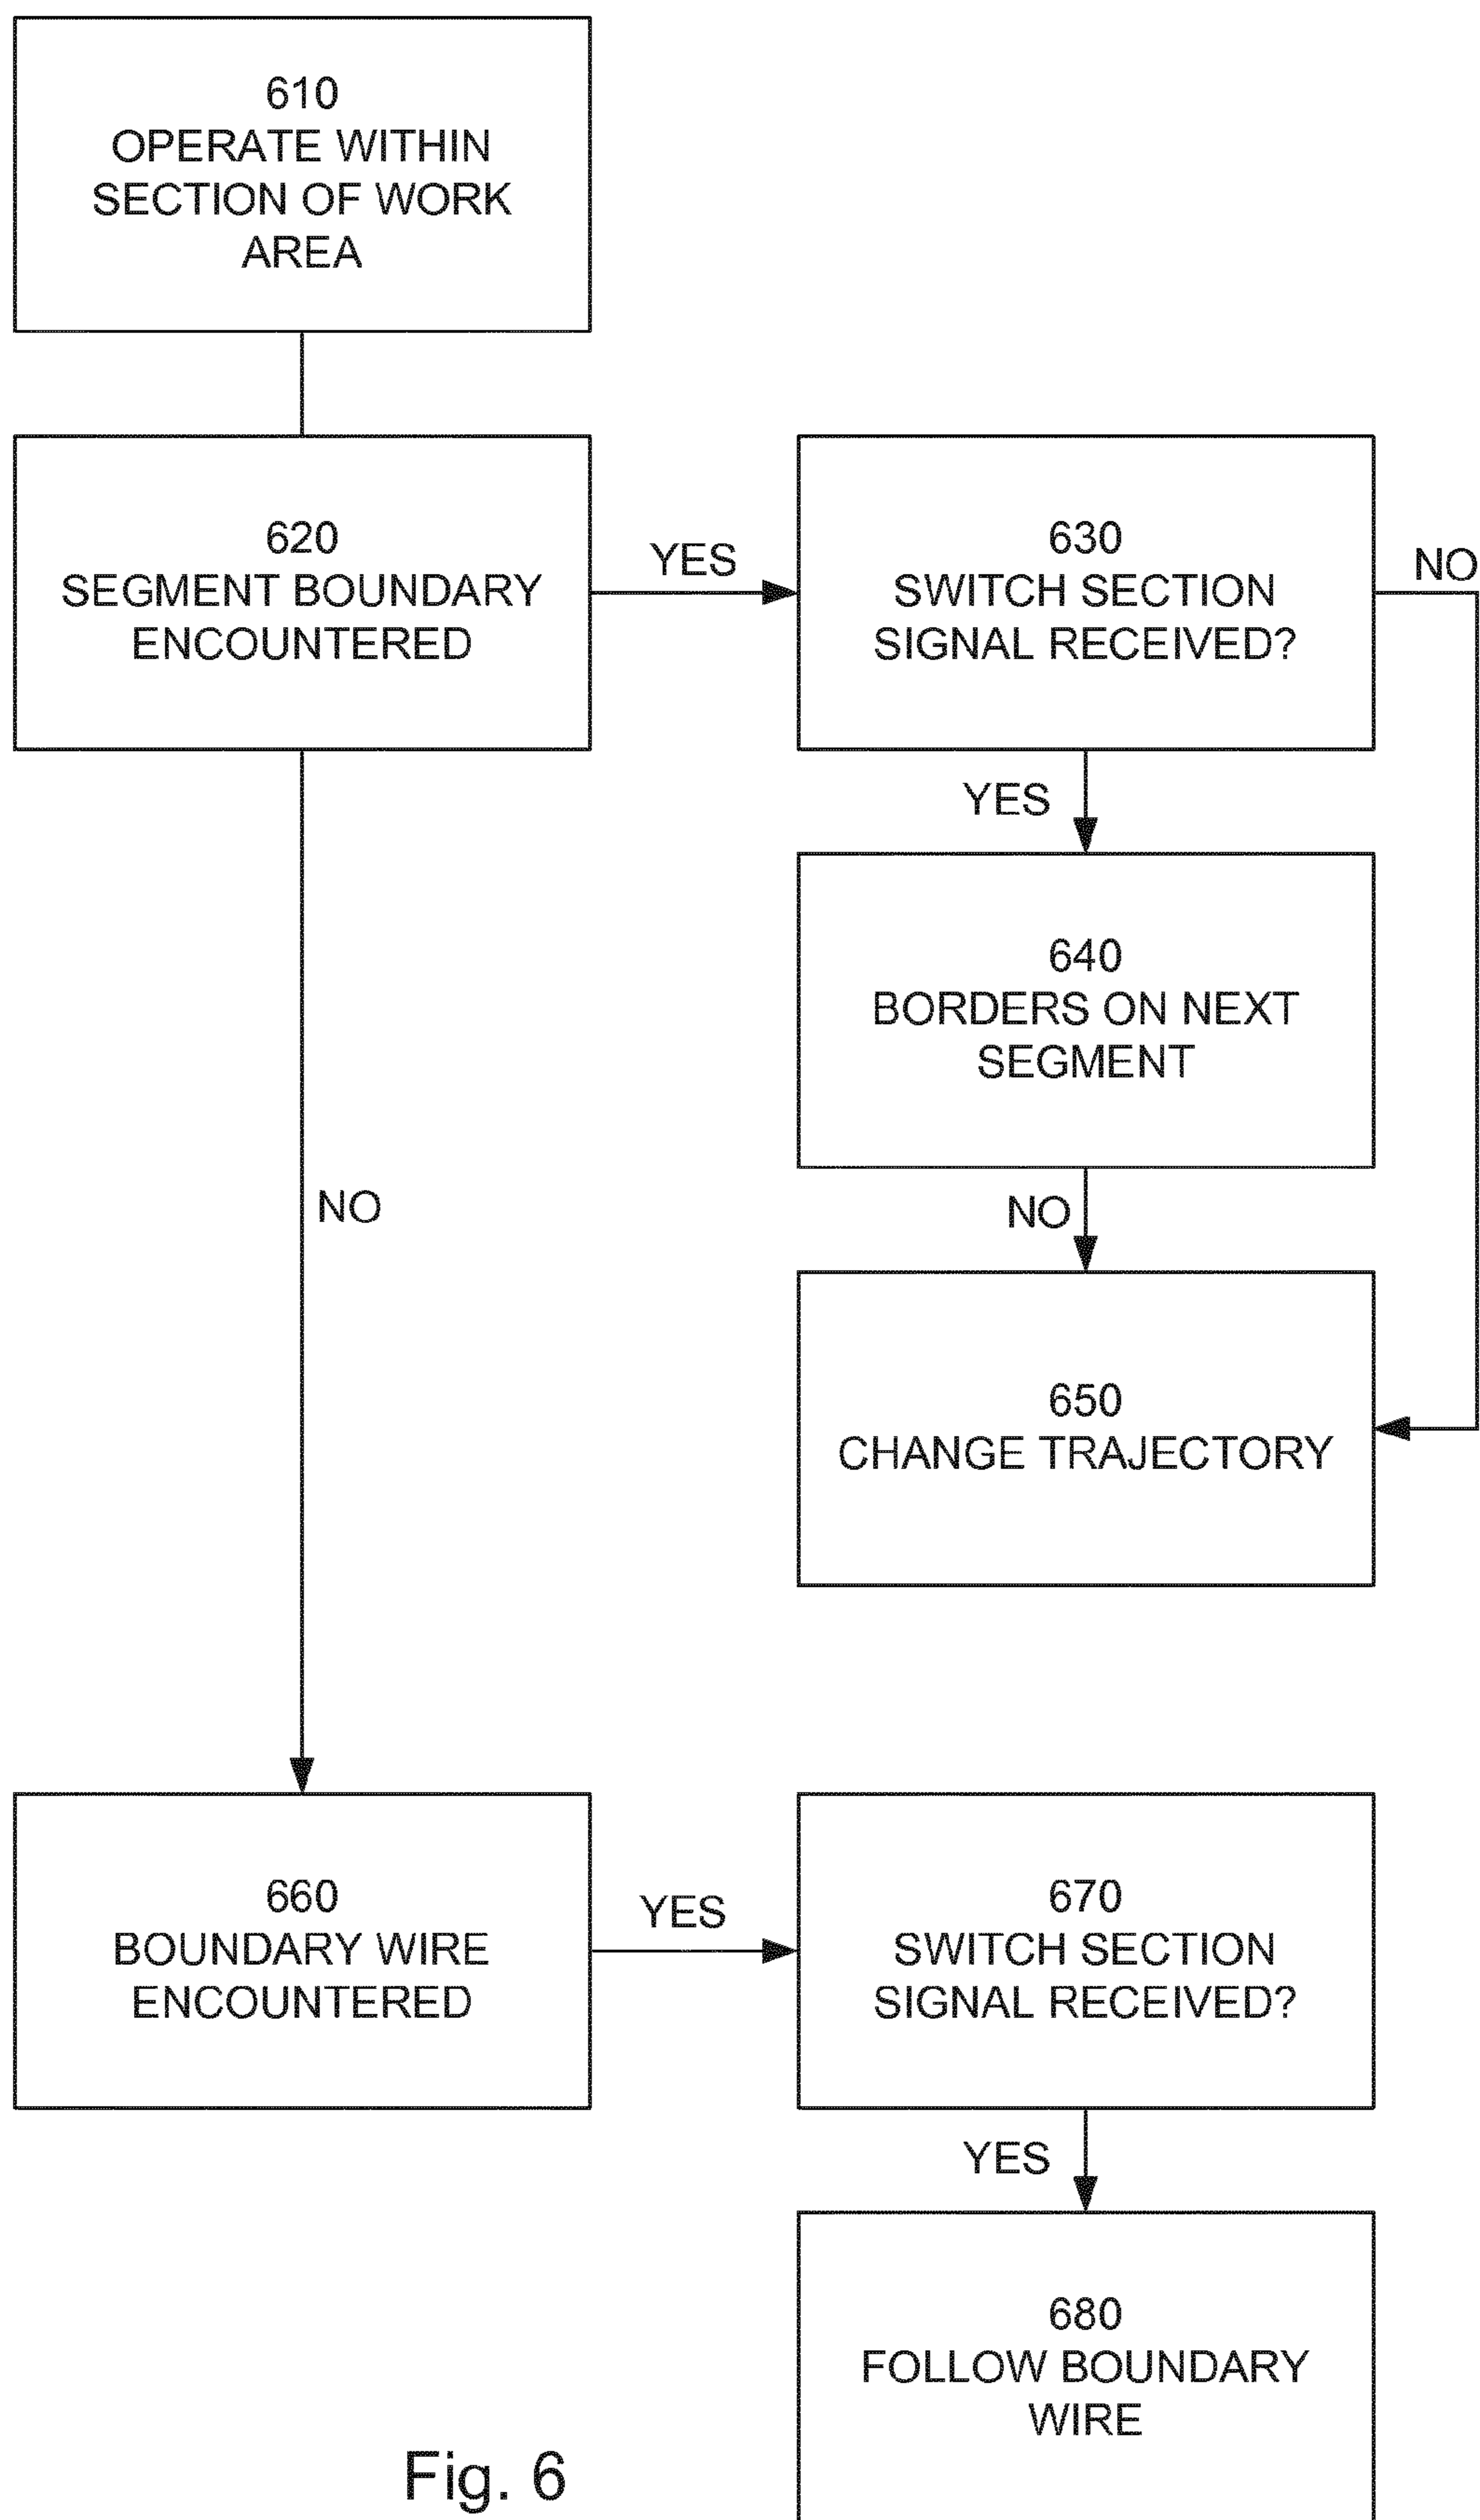 610
OPERATE WITHIN
SECTION OF WORK
AREA
620
SEGMENT BOUNDARY
ENCOUNTERED
YES
630
SWITCH SECTION
SIGNAL RECEIVED?
NO
YES
640
BORDERS ON NEXT
SEGMENT
NO
NO
650
CHANGE TRAJECTORY
660
BOUNDARY WIRE
ENCOUNTERED
YES
670
SWITCH SECTION
SIGNAL RECEIVED?
YES
680
FOLLOW BOUNDARY
WIRE
Fig. 6